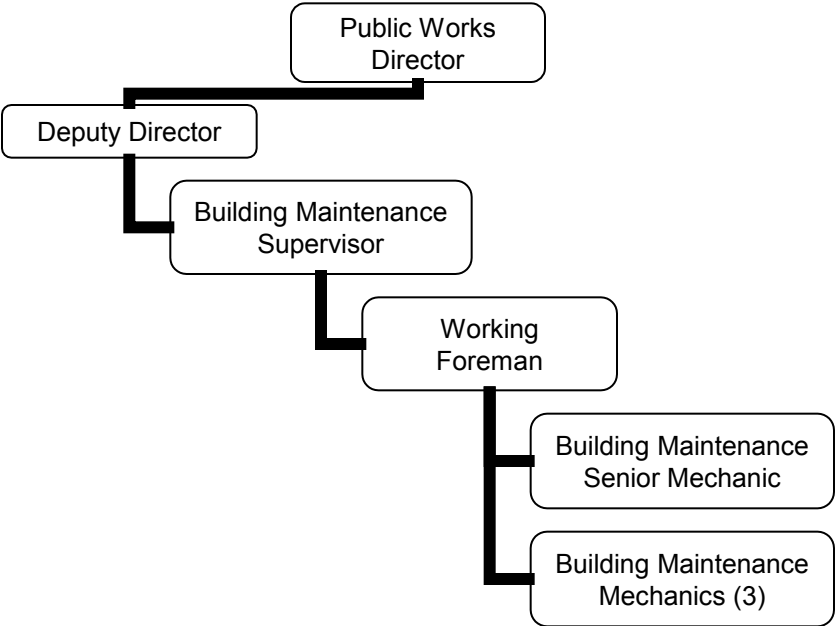 Public Works
Director
Deputy Director
Building Maintenance
Supervisor
Working
Foreman
Building Maintenance
Senior Mechanic
Building Maintenance
Mechanics (3)